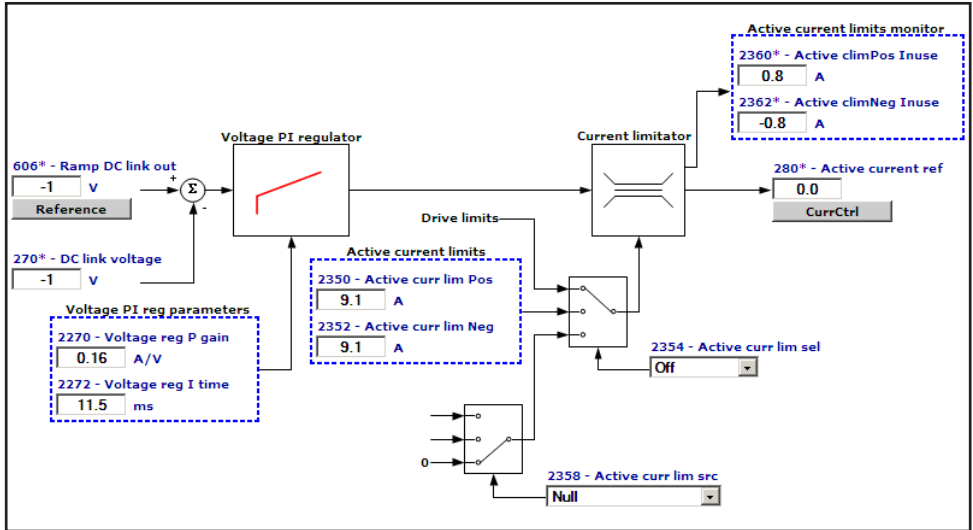 Active current limits monitor
2360* - Active climPos Inuse
0.8 A
2362* - Active climNeg Inuse
-0.8 A
Voltage PI regulator
Current limitator
606* - Ramp DC link out
-1 V
Reference
+
Σ
-
280* - Active current ref
0.0
CurrCtrl
Drive limits
270* - DC link voltage
-1 V
Active current limits
2350 - Active curr lim Pos
9.1 A
2352 - Active curr lim Neg
9.1 A
Voltage PI reg parameters
2270 - Voltage reg P gain
0.16 A/V
2272 - Voltage reg I time
11.5 ms
2354 - Active curr lim sel
Off
0
2358 - Active curr lim src
Null